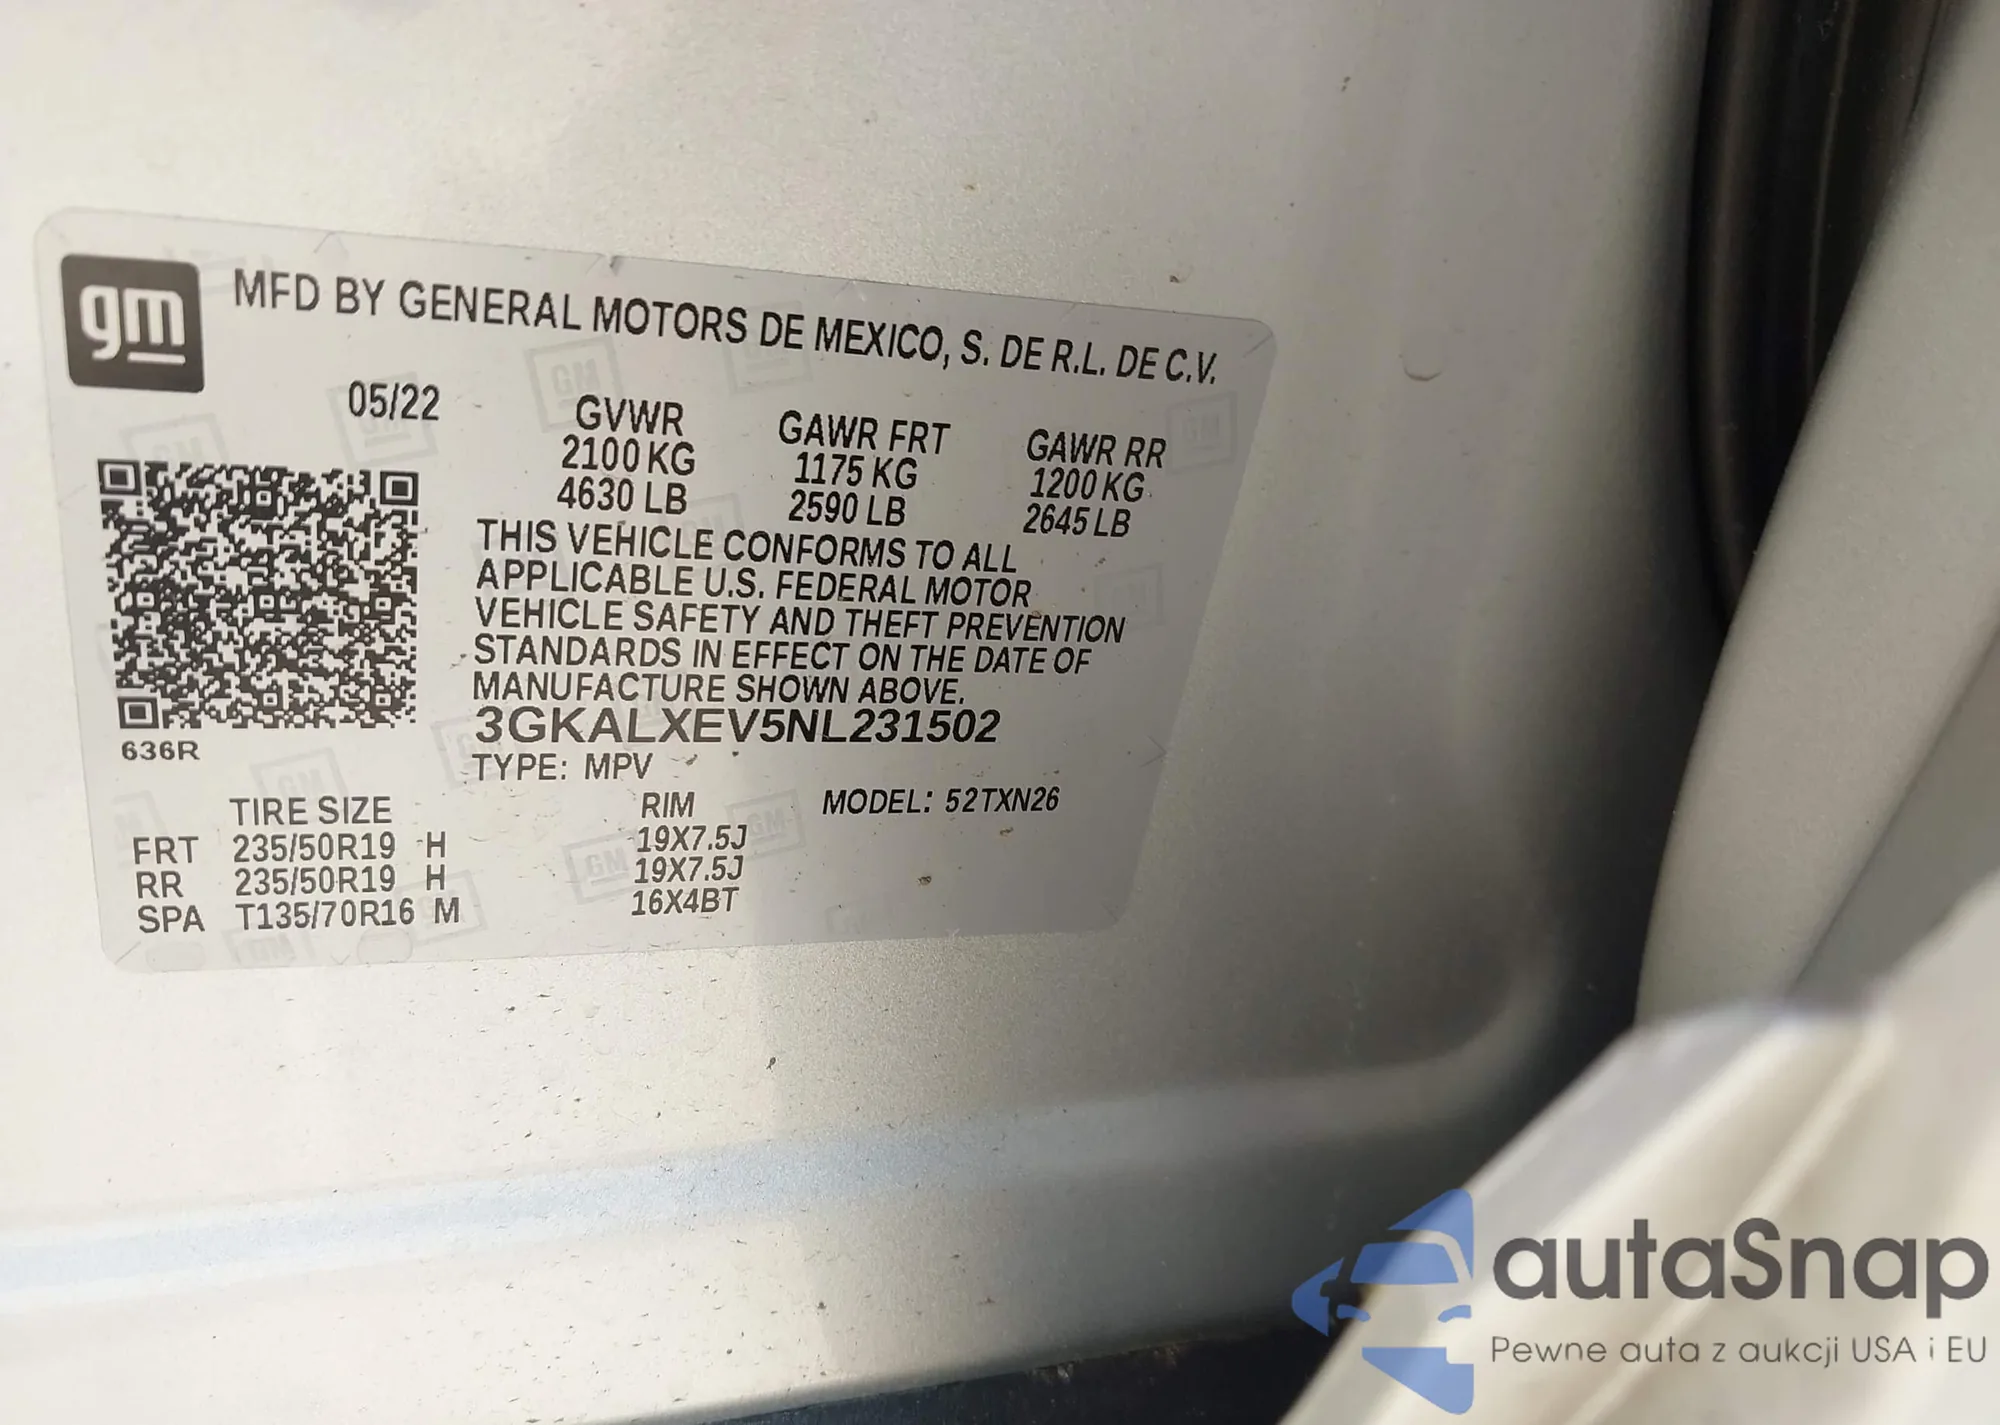 gm
MFD BY GENERAL MOTORS DE MEXICO, S. DE R.L. DE C.V.
05/22
GVWR GAWR FRT GAWR RR
2100 KG 1175 KG 1200 KG
4630 LB 2590 LB 2645 LB
THIS VEHICLE CONFORMS TO ALL
APPLICABLE U.S. FEDERAL MOTOR
VEHICLE SAFETY AND THEFT PREVENTION
STANDARDS IN EFFECT ON THE DATE OF
MANUFACTURE SHOWN ABOVE.
3GKALXEV5NL231502
636R
TYPE: MPV
TIRE SIZE RIM MODEL: 52TXN26
FRT 235/50R19 H 19X7.5J
RR 235/50R19 H 19X7.5J
SPA T135/70R16 M 16X4BT
autaSnap
Pewne auta z aukcji USA i EU